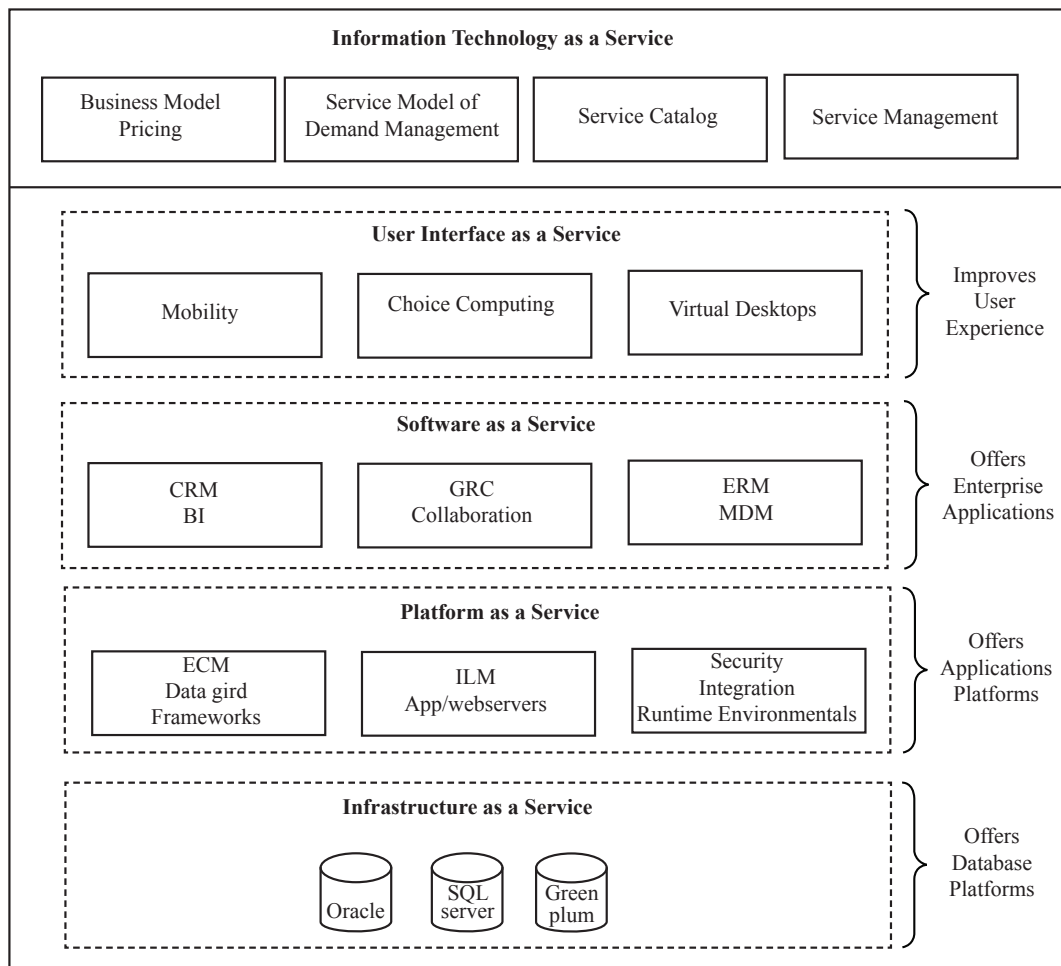 Information Technology as a Service
Business Model
Pricing
Service Model of
Demand Management
Service Catalog
Service Management
User Interface as a Service
Mobility
Choice Computing
Virtual Desktops
Improves
User
Experience
Software as a Service
CRM
BI
GRC
Collaboration
ERM
MDM
Offers
Enterprise
Applications
Platform as a Service
ECM
Data gird
Frameworks
ILM
App/webservers
Security
Integration
Runtime Environmentals
Offers
Applications
Platforms
Infrastructure as a Service
Oracle
SQL
server
Green
plum
Offers
Database
Platforms